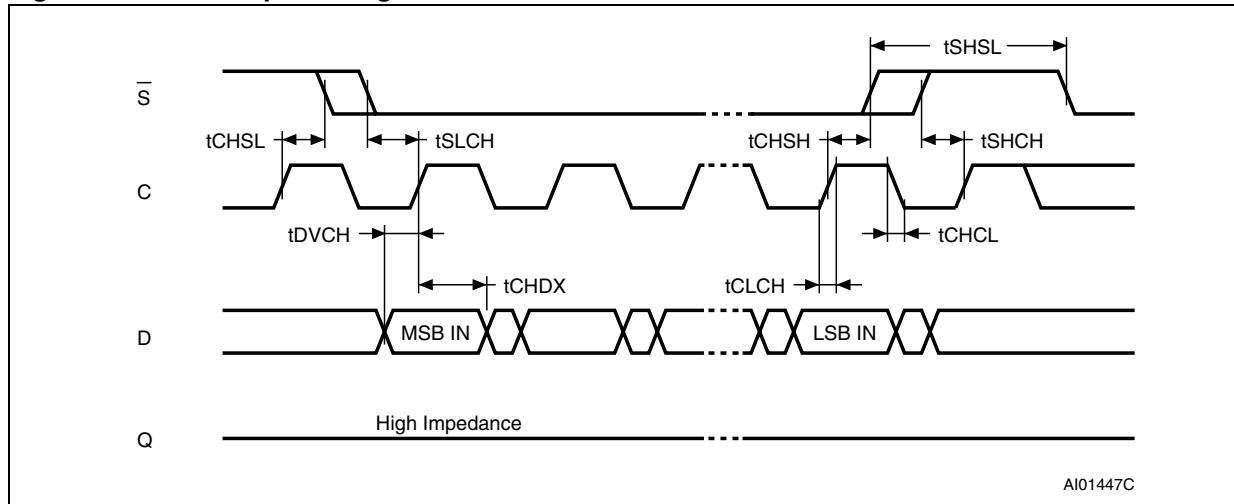 tSHSL
S
tCHSL
tSLCH
tCHSH
tSHCH
C
tDVCH
tCHCL
tCHDX
tCLCH
D
MSB IN
LSB IN
High Impedance
Q
AI01447C